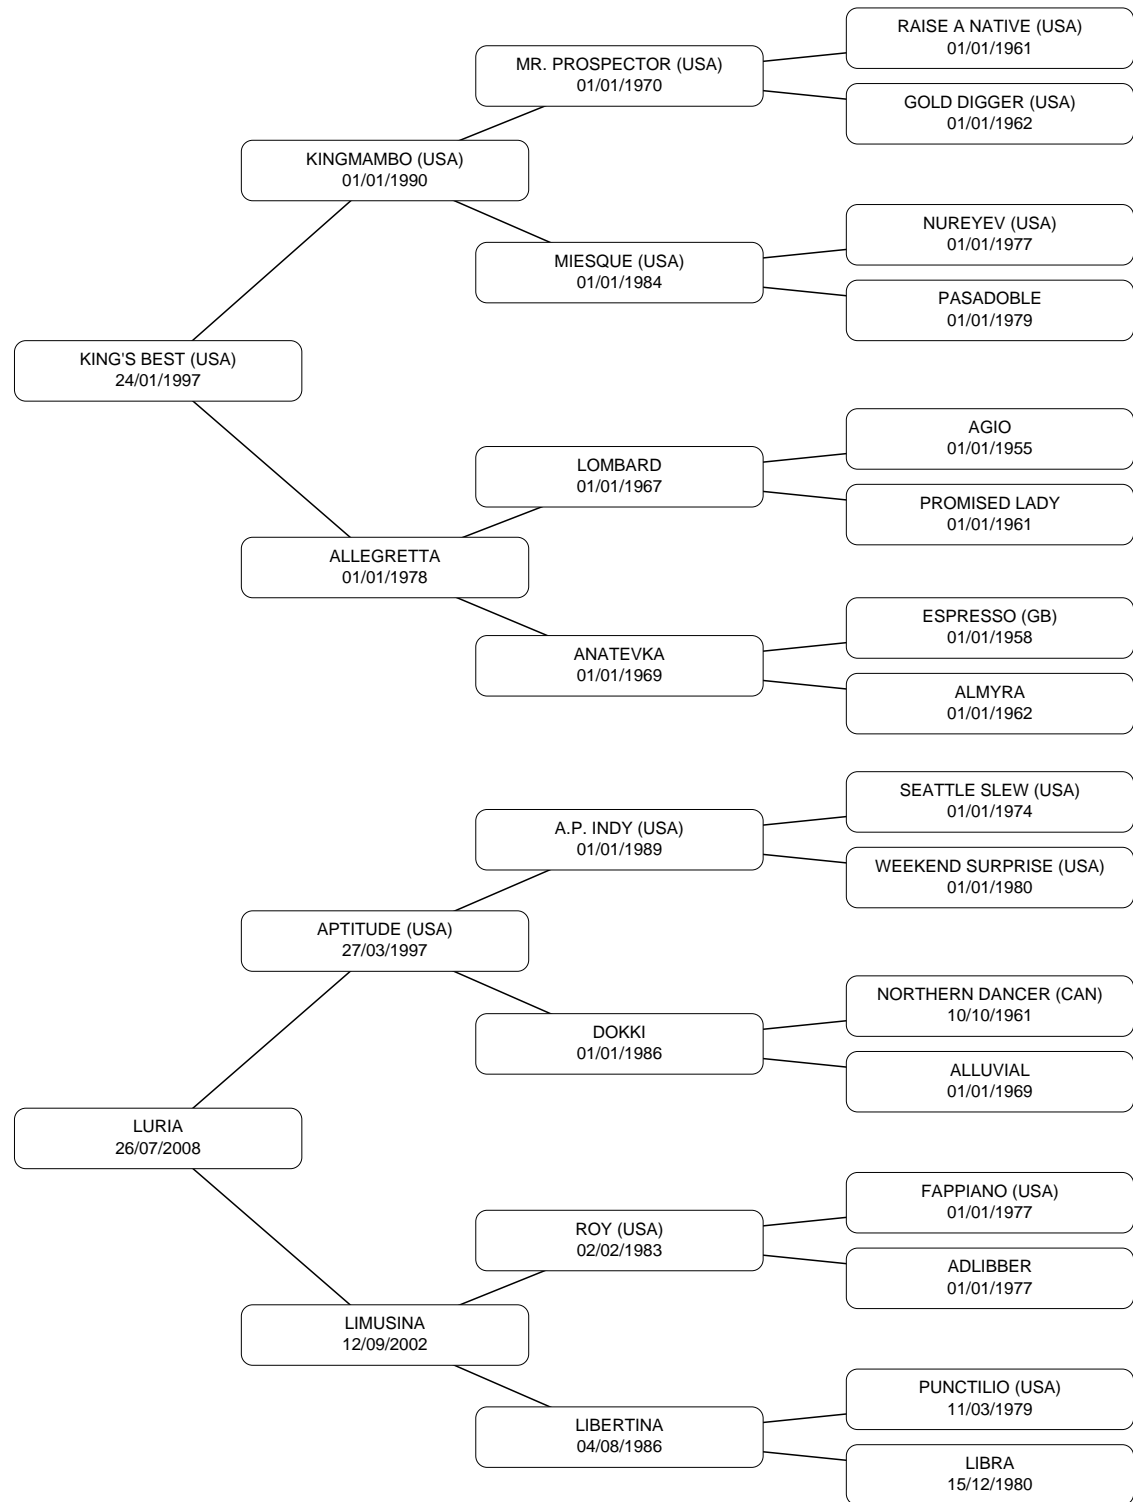 RAISE A NATIVE (USA)
01/01/1961
MR. PROSPECTOR (USA)
01/01/1970
GOLD DIGGER (USA)
01/01/1962
KINGMAMBO (USA)
01/01/1990
NUREYEV (USA)
01/01/1977
MIESQUE (USA)
01/01/1984
PASADOBLE
01/01/1979
KING'S BEST (USA)
24/01/1997
AGIO
01/01/1955
LOMBARD
01/01/1967
PROMISED LADY
01/01/1961
ALLEGRETTA
01/01/1978
ESPRESSO (GB)
01/01/1958
ANATEVKA
01/01/1969
ALMYRA
01/01/1962
SEATTLE SLEW (USA)
01/01/1974
A.P. INDY (USA)
01/01/1989
WEEKEND SURPRISE (USA)
01/01/1980
APTITUDE (USA)
27/03/1997
NORTHERN DANCER (CAN)
10/10/1961
DOKKI
01/01/1986
ALLUVIAL
01/01/1969
LURIA
26/07/2008
FAPPIANO (USA)
01/01/1977
ROY (USA)
02/02/1983
ADLIBBER
01/01/1977
LIMUSINA
12/09/2002
PUNCTILIO (USA)
11/03/1979
LIBERTINA
04/08/1986
LIBRA
15/12/1980